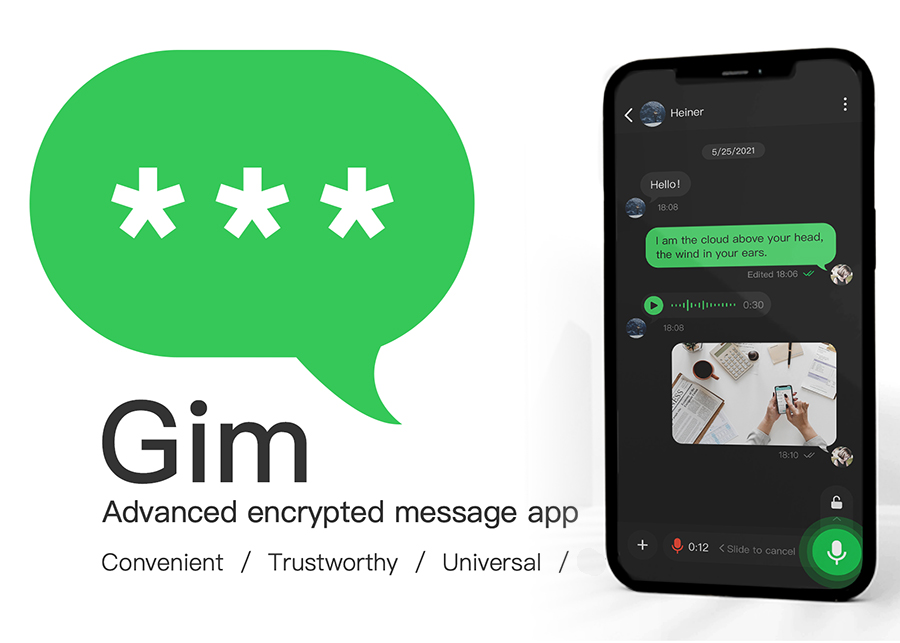 ***
Gim
Advanced encrypted message app
Convenient / Trustworthy / Universal /
Heiner
5/25/2021
Hello!
18:08
I am the cloud above your head,
the wind in your ears.
Edited 18:06
0:30
18:08
18:10
0:12 < Slide to cancel